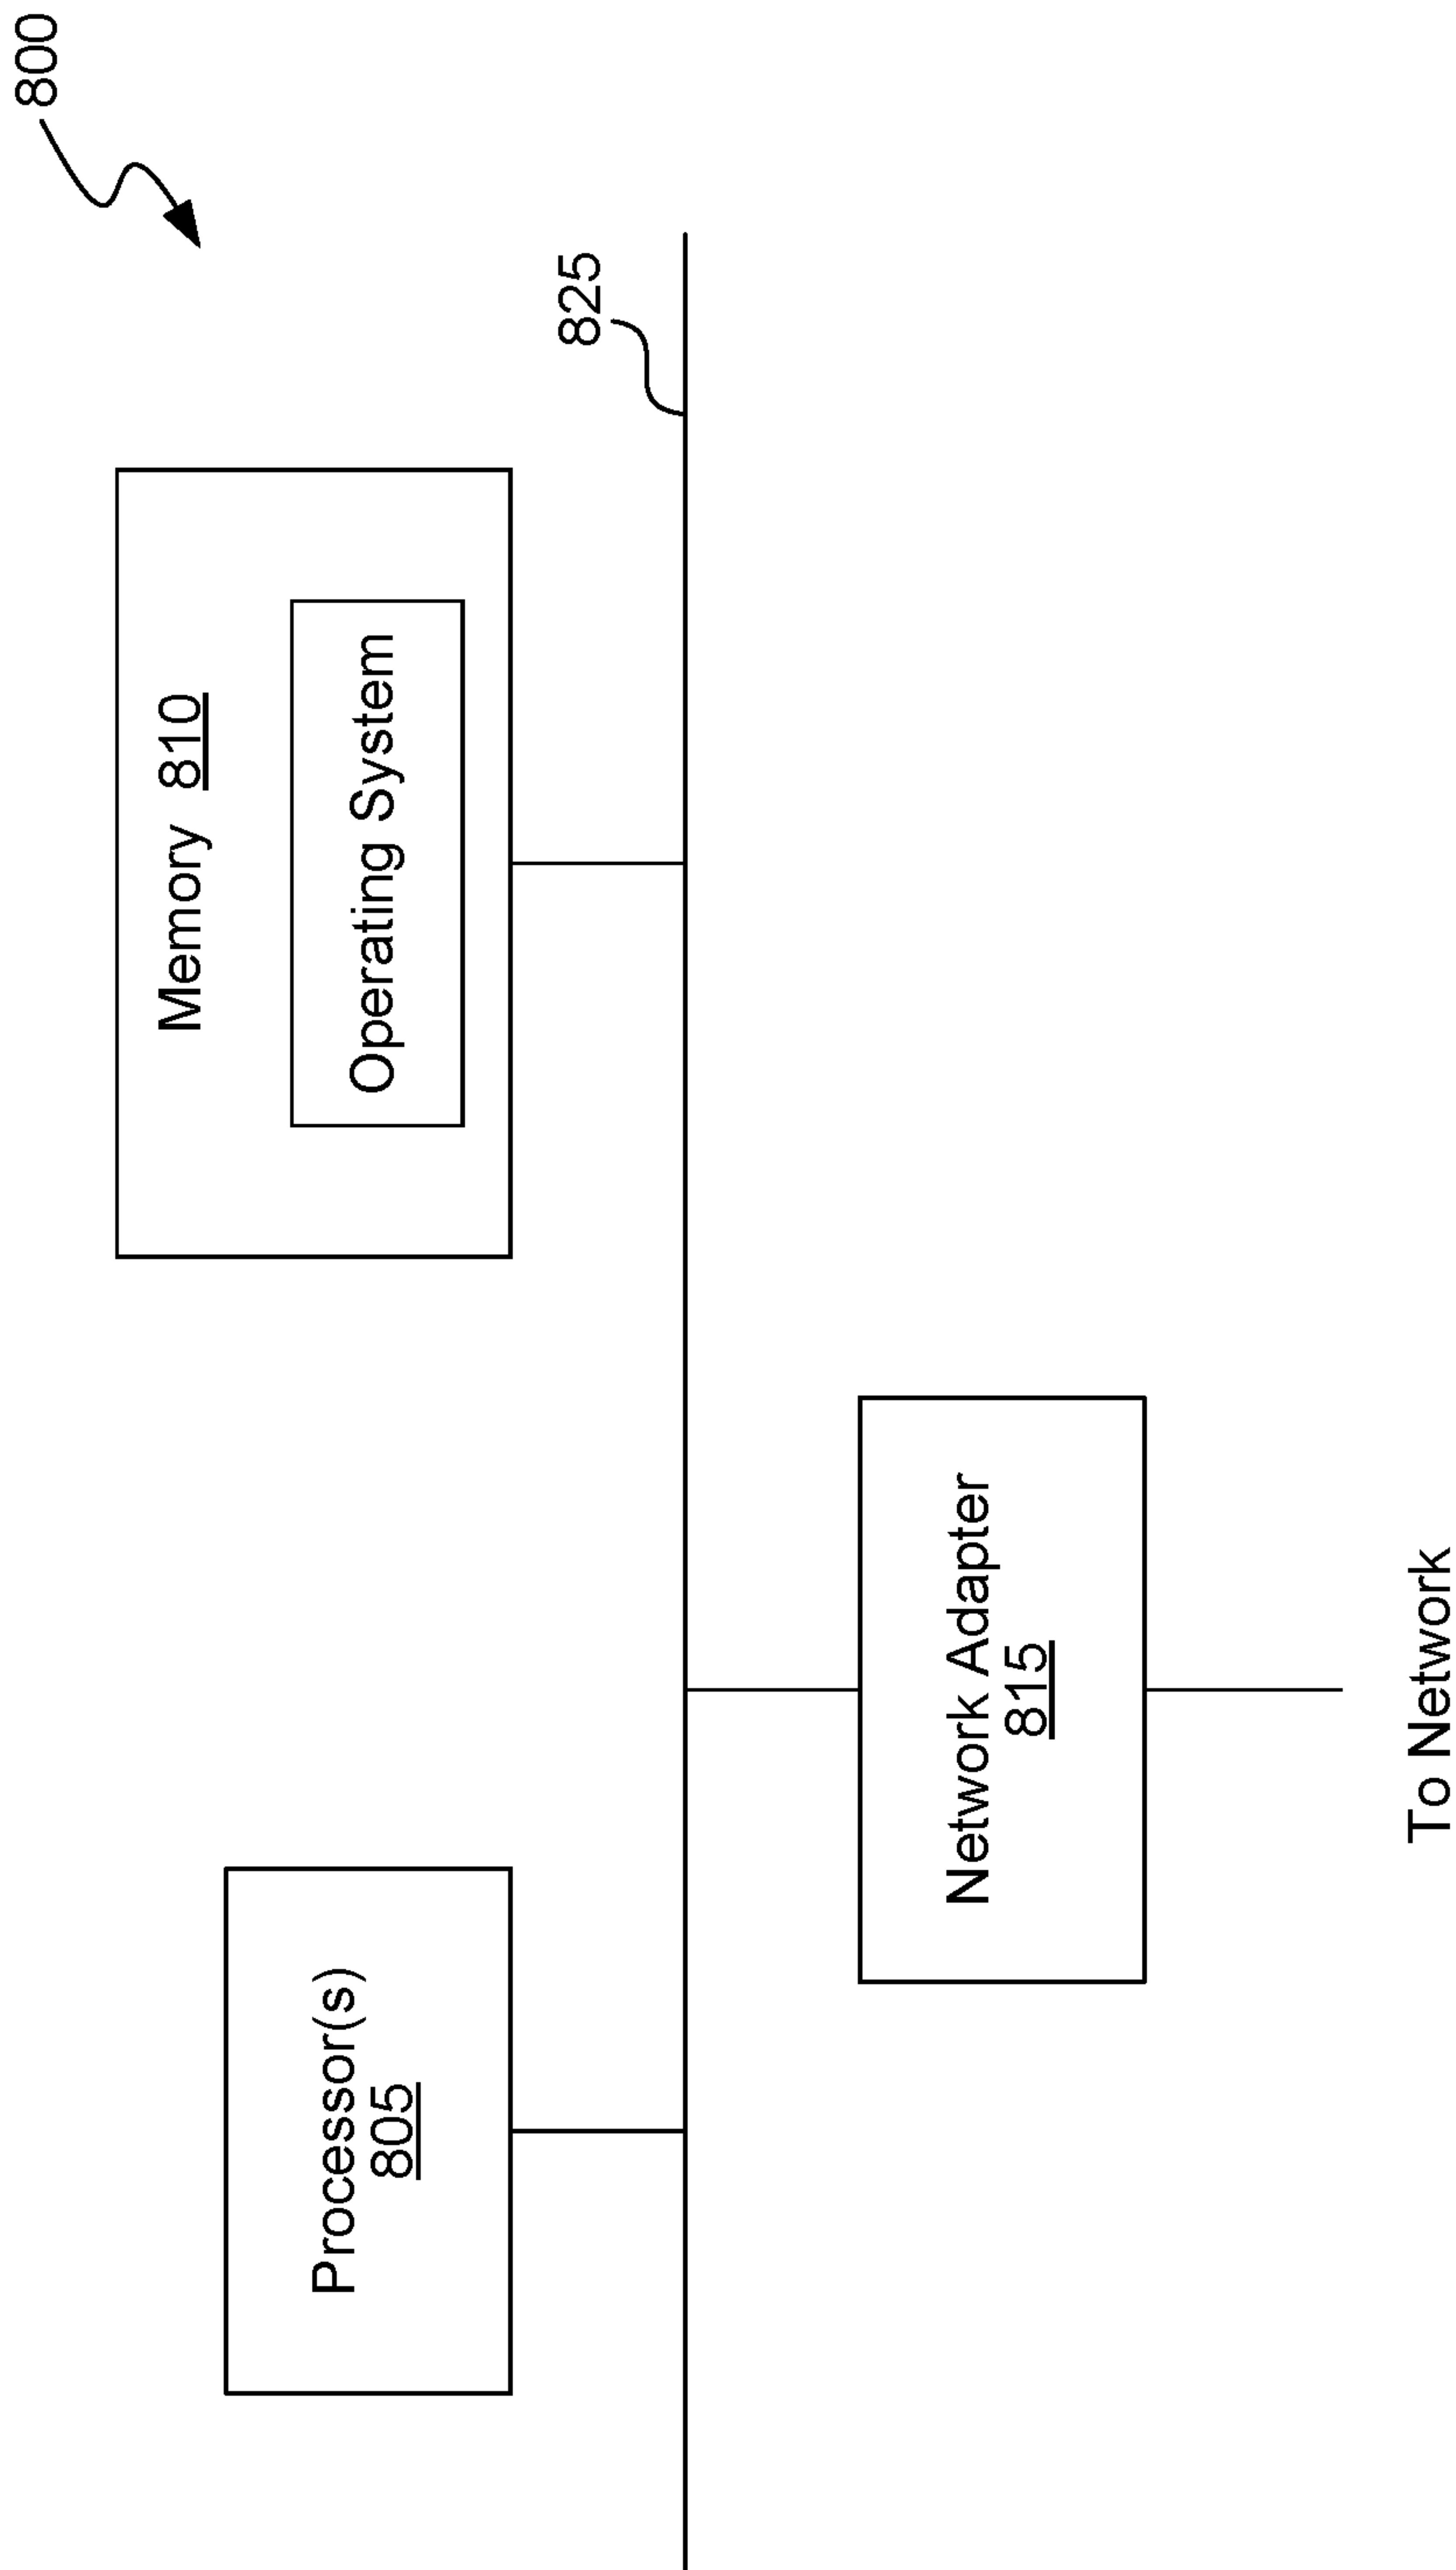 800
Memory 810
Operating System
Processor(s)
805
825
Network Adapter
815
To Network